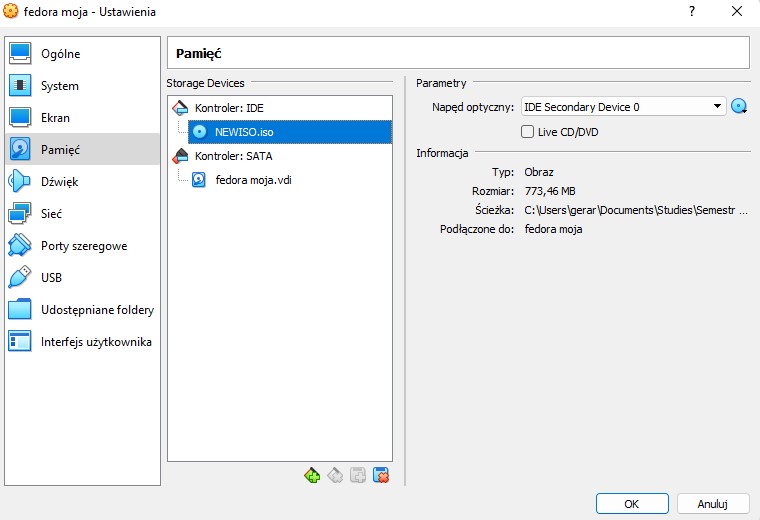 fedora moja - Ustawienia
?
Ogólne
System
Ekran
Pamięć
Dźwięk
Sieć
Porty szeregowe
USB
Udostępniane foldery
Interfejs użytkownika
Pamięć
Storage Devices
Kontroler: IDE
NEWISO.iso
Kontroler: SATA
fedora moja.vdi
Parametry
Napęd optyczny: IDE Secondary Device 0
Live CD/DVD
Informacja
Typ: Obraz
Rozmiar: 773,46 MB
Ścieżka: C:\Users\gerar\Documents\Studies\Semestr ...
Podłączone do: fedora moja
OK
Anuluj